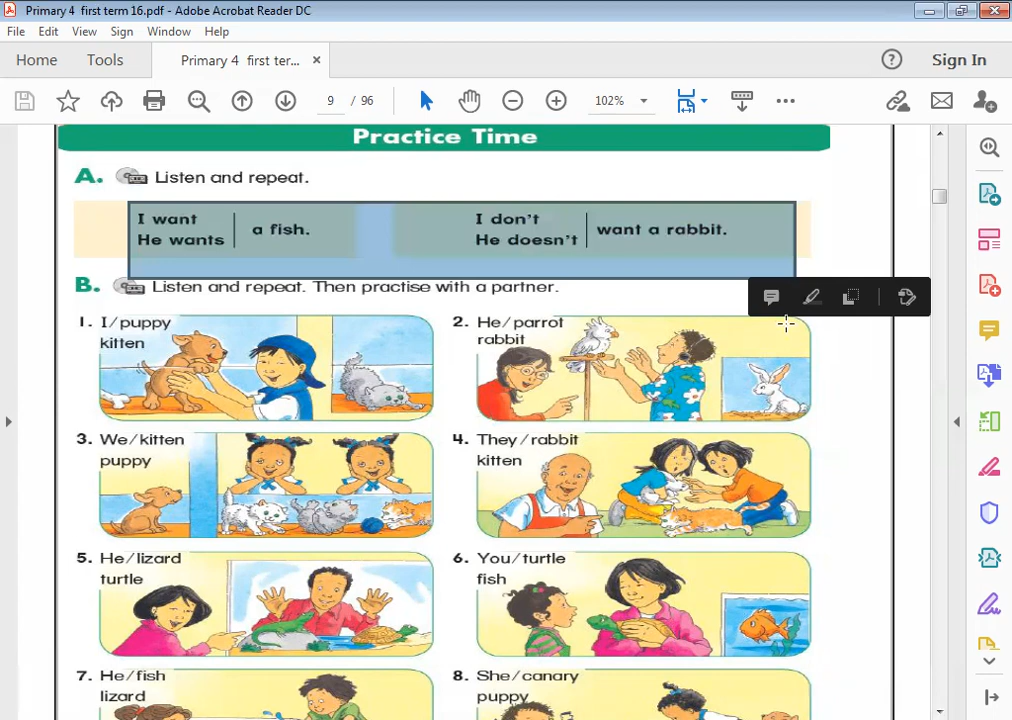 Primary 4 first term 16.pdf - Adobe Acrobat Reader DC
File Edit View Sign Window Help
Home Tools Primary 4 first ter... × ? Sign In
9 / 96 102%
Practice Time
A. Listen and repeat.
I want
He wants
a fish.
I don't
He doesn't
want a rabbit.
B. Listen and repeat. Then practise with a partner.
1. I/puppy
kitten
2. He/parrot
rabbit
3. We/kitten
puppy
4. They/rabbit
kitten
5. He/lizard
turtle
6. You/turtle
fish
7. He/fish
lizard
8. She/canary
puppy